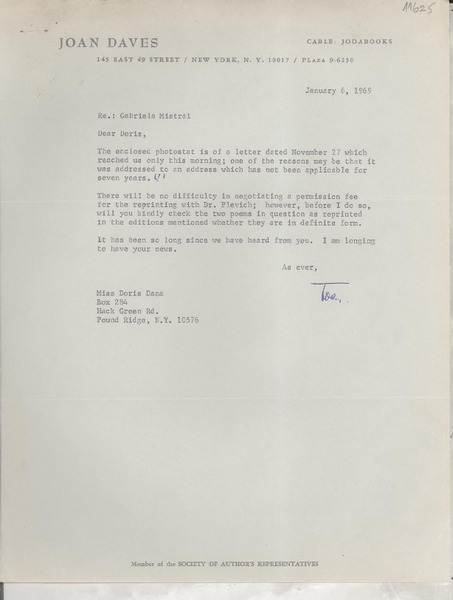 11625
JOAN DAVES
CABLE: JODABOOKS
145 EAST 49 STREET / NEW YORK, N. Y. 10017 / PLAZA 9-6250
January 6, 1969
Re.: Gabriela Mistral
Dear Doris,
The enclosed photostat is of a letter dated November 27 which
reached us only this morning; one of the reasons may be that it
was addressed to an address which has not been applicable for
seven years.
There will be no difficulty in negotiating a permission fee
for the reprinting with Dr. Plevich; however, before I do so,
will you kindly check the two poems in question as reprinted
in the editions mentioned whether they are in definite form.
It has been so long since we have heard from you. I am longing
to have your news.
As ever,
Miss Doris Dana
Box 284
Hack Green Rd.
Pound Ridge, N.Y. 10576
Member of the SOCIETY OF AUTHOR'S REPRESENTATIVES